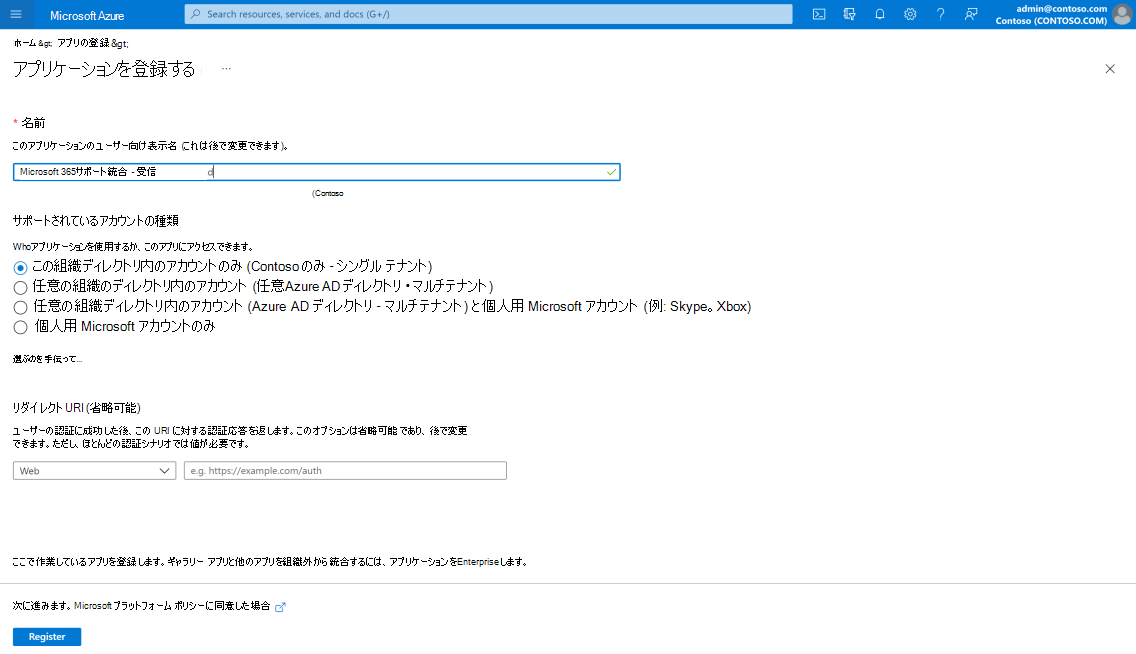 Microsoft Azure
Search resources, services, and docs (G+/)
admin@contoso.com
Contoso (CONTOSO.COM)
ホーム &gt; アプリの登録 &gt;
アプリケーションを登録する ...
* 名前
このアプリケーションのユーザー向け表示名 (これは後で変更できます)。
Microsoft 365サポート統合 - 受信 d
(Contoso
サポートされているアカウントの種類
Whoアプリケーションを使用するか、このアプリにアクセスできます。
この組織ディレクトリ内のアカウントのみ (Contoso のみ - シングル テナント)
任意の組織のディレクトリ内のアカウント (任意Azure AD ディレクトリ • マルチテナント)
任意の組織ディレクトリ内のアカウント (Azure AD ディレクトリ - マルチテナント) と個人用 Microsoft アカウント (例: Skype。Xbox)
個人用 Microsoft アカウントのみ
選ぶのを手伝って...
リダイレクト URI (省略可能)
ユーザーの認証に成功した後、この URI に対する認証応答を返します。このオプションは省略可能であり、後で変更
できます。ただし、ほとんどの認証シナリオでは値が必要です。
Web
e.g. https://example.com/auth
ここで作業しているアプリを登録します。ギャラリー アプリと他のアプリを組織外から統合するには、アプリケーションをEnterpriseします。
次に進みます。Microsoft プラットフォーム ポリシーに同意した場合
Register